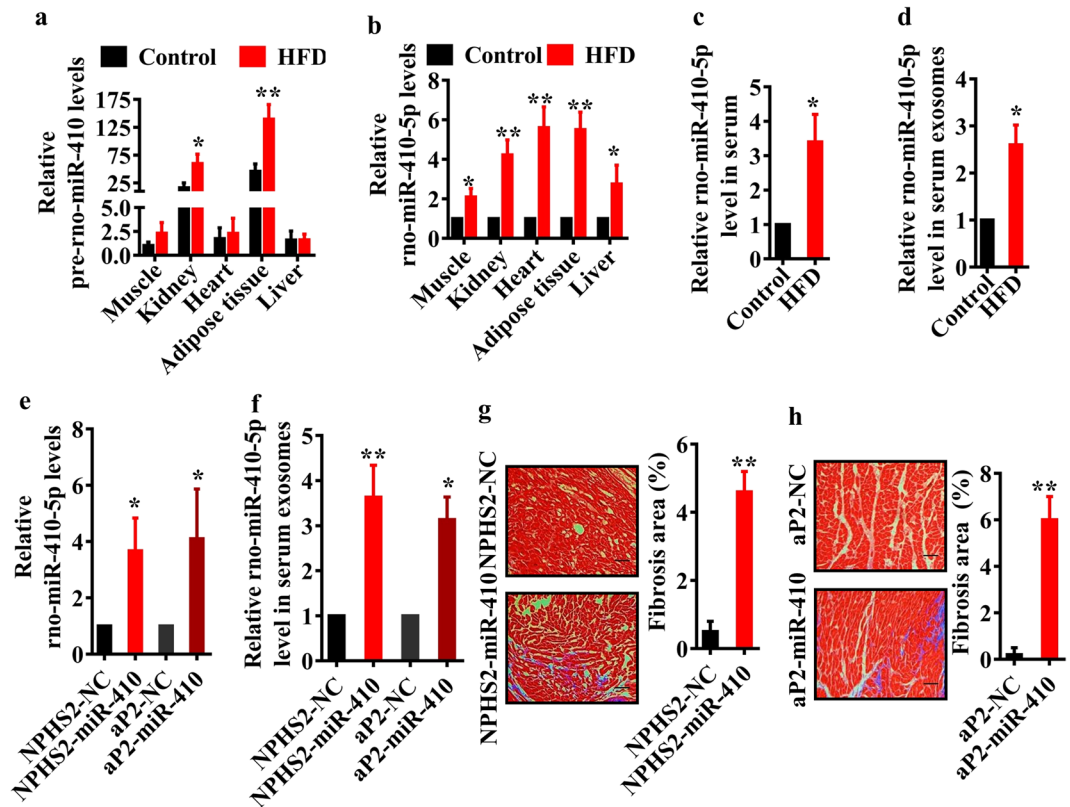 a
Control HFD
Relative
pre-rno-miR-410 levels
175
125
75
25
5.0
2.5
0.0
*
**
Muscle
Kidney
Heart
Adipose tissue
Liver
b
Control HFD
Relative
rno-miR-410-5p levels
8
6
4
2
0
*
**
**
**
*
Muscle
Kidney
Heart
Adipose tissue
Liver
c
Relative rno-miR-410-5p
level in serum
5
4
3
2
1
0
*
Control
HFD
d
Relative rno-miR-410-5p
level in serum exosomes
4
3
2
1
0
*
Control
HFD
e
Relative
rno-miR-410-5p levels
8
6
4
2
0
*
*
NPHS2-NC
NPHS2-miR-410
aP2-NC
aP2-miR-410
f
Relative rno-miR-410-5p
level in serum exosomes
5
4
3
2
1
0
**
*
NPHS2-NC
NPHS2-miR-410
aP2-NC
aP2-miR-410
g
NPHS2-NC
NPHS2-miR-410
Fibrosis area (%)
6
4
2
0
**
NPHS2-NC
NPHS2-miR-410
h
aP2-NC
aP2-miR-410
Fibrosis area (%)
8
6
4
2
0
**
aP2-NC
aP2-miR-410